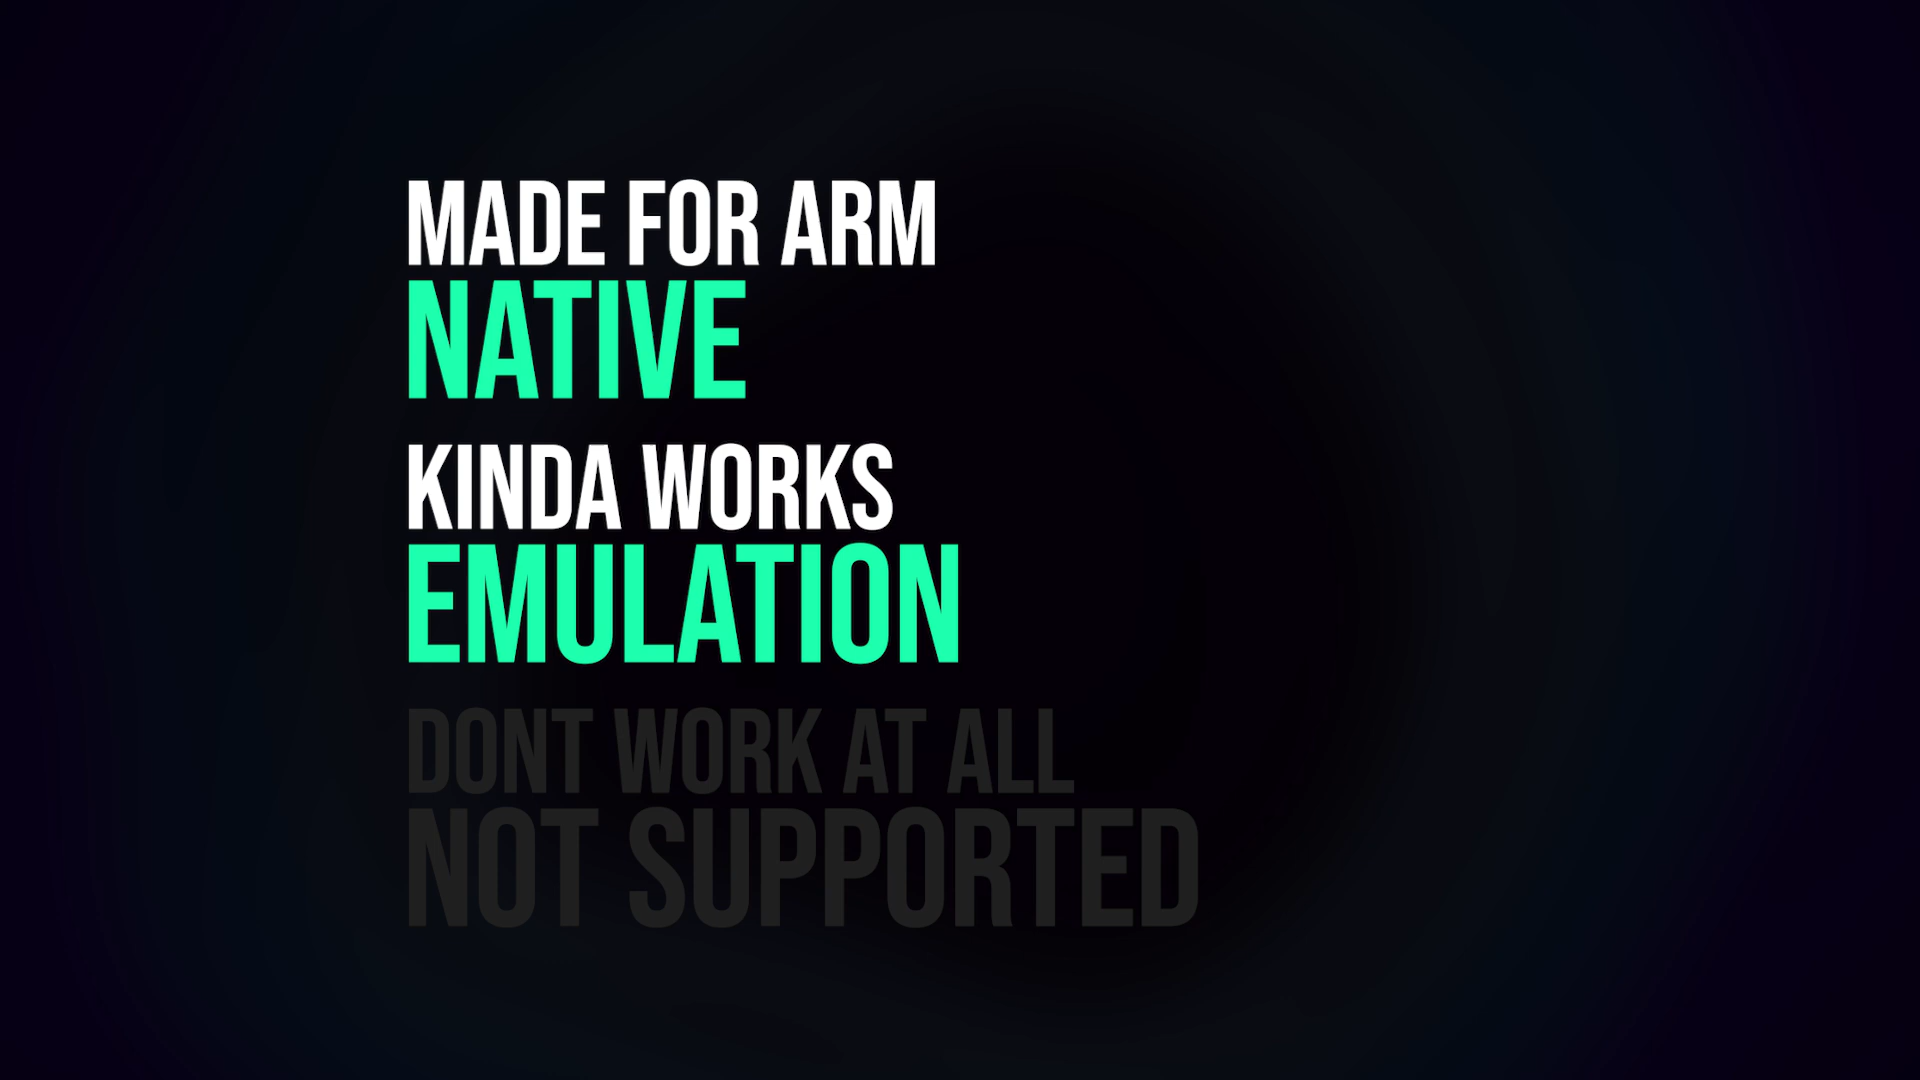 MADE FOR ARM
NATIVE
KINDA WORKS
EMULATION
DONT WORK AT ALL
NOT SUPPORTED